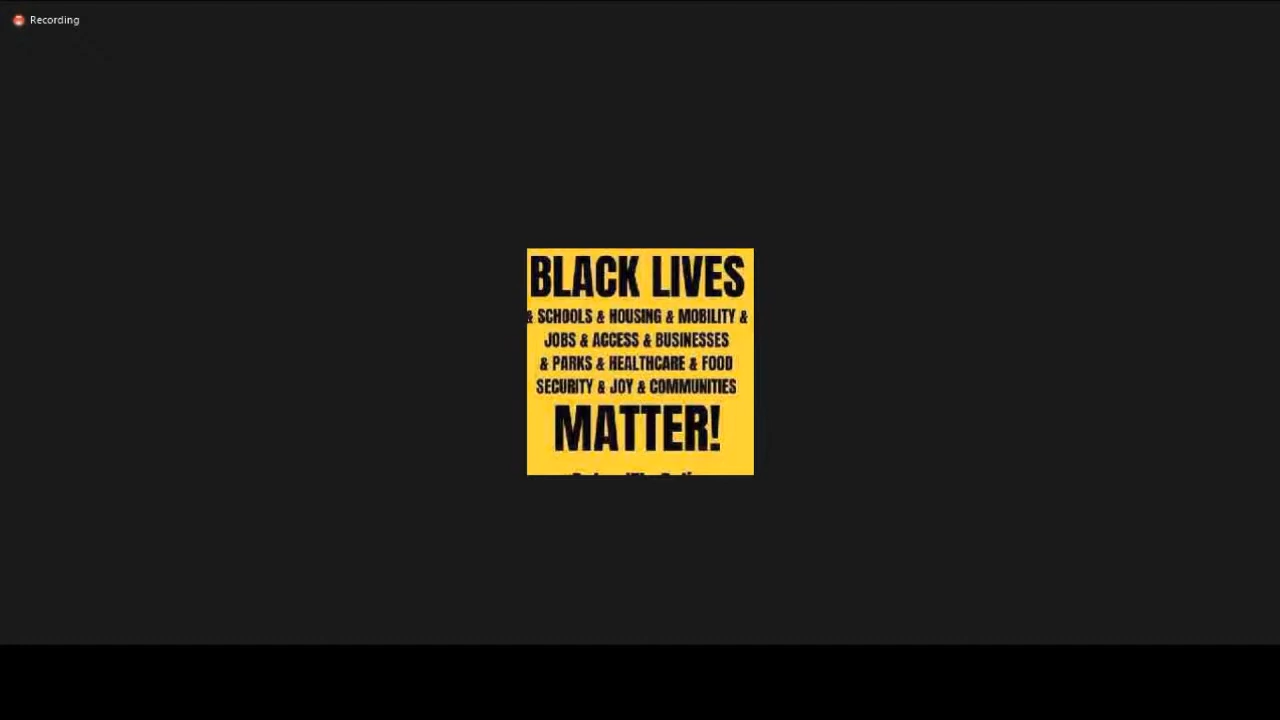 Recording
BLACK LIVES
& SCHOOLS & HOUSING & MOBILITY &
JOBS & ACCESS & BUSINESSES
& PARKS & HEALTHCARE & FOOD
SECURITY & JOY & COMMUNITIES
MATTER!